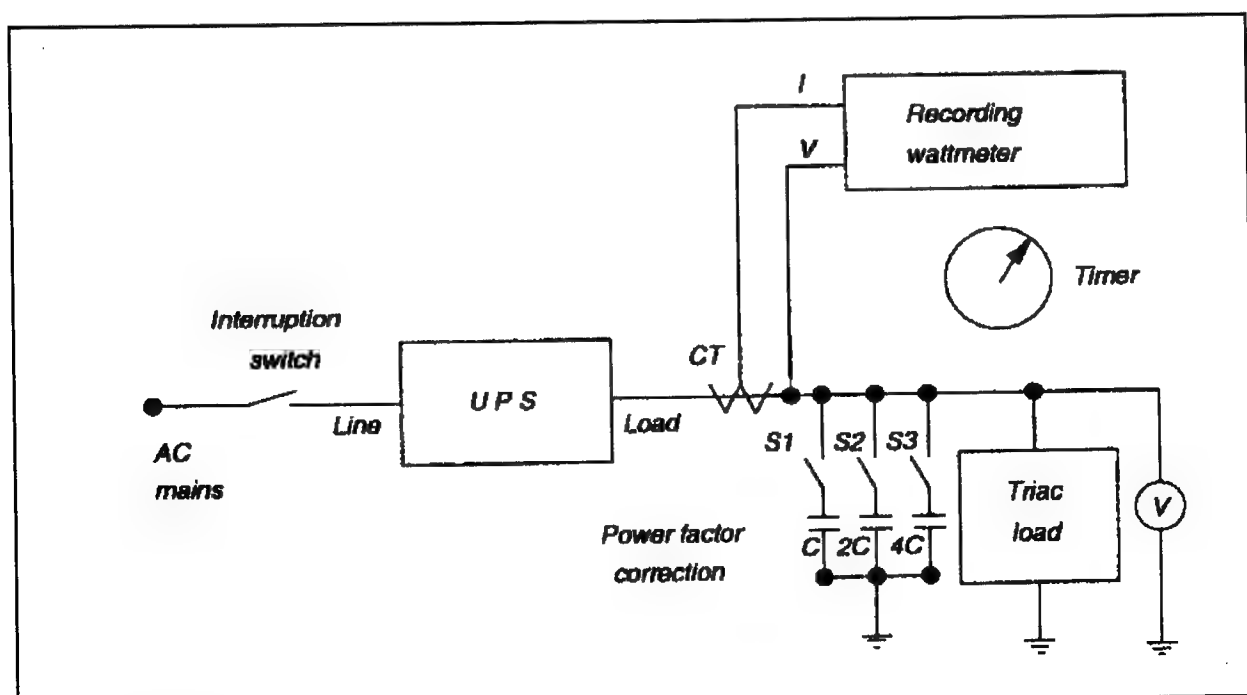 I
Recording
wattmeter
V
Timer
Interruption
switch
CT
UPS
Line
Load
AC
mains
S1 S2 S3
Triac
load
V
Power factor
correction
C 2C 4C